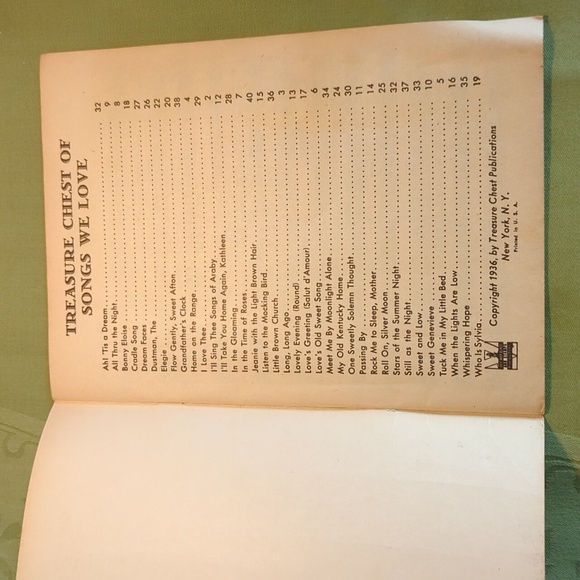 TREASURE CHEST OF
SONGS WE LOVE
Ah! 'Tis a Dream 32
All Thru the Night 9
Bonny Eloise 8
Cradle Song 18
Dream Faces 27
Dustman, The 26
Elegie 22
Flow Gently, Sweet Afton 20
Grandfather's Clock 38
Home on the Range 4
I Love Thee 29
I'll Sing Thee Songs of Araby 2
I'll Take You Home Again, Kathleen 12
In the Gloaming 28
In the Time of Roses 7
Jeanie with the Light Brown Hair 40
Listen to the Mocking Bird 15
Little Brown Church 36
Long, Long Ago 3
Lovely Evening (Round) 13
Love's Greeting (Salut d'Amour) 17
Love's Old Sweet Song 6
Meet Me By Moonlight Alone 34
My Old Kentucky Home 24
One Sweetly Solemn Thought 30
Passing By 11
Rock Me to Sleep, Mother 14
Roll On, Silver Moon 25
Stars of the Summer Night 32
Still as the Night 37
Sweet and Low 33
Sweet Genevieve 10
Tuck Me in My Little Bed 5
When the Lights Are Low 16
Whispering Hope 35
Who Is Sylvia 19
Copyright 1936, by Treasure Chest Publications
New York, N. Y.
Printed in U. S. A.